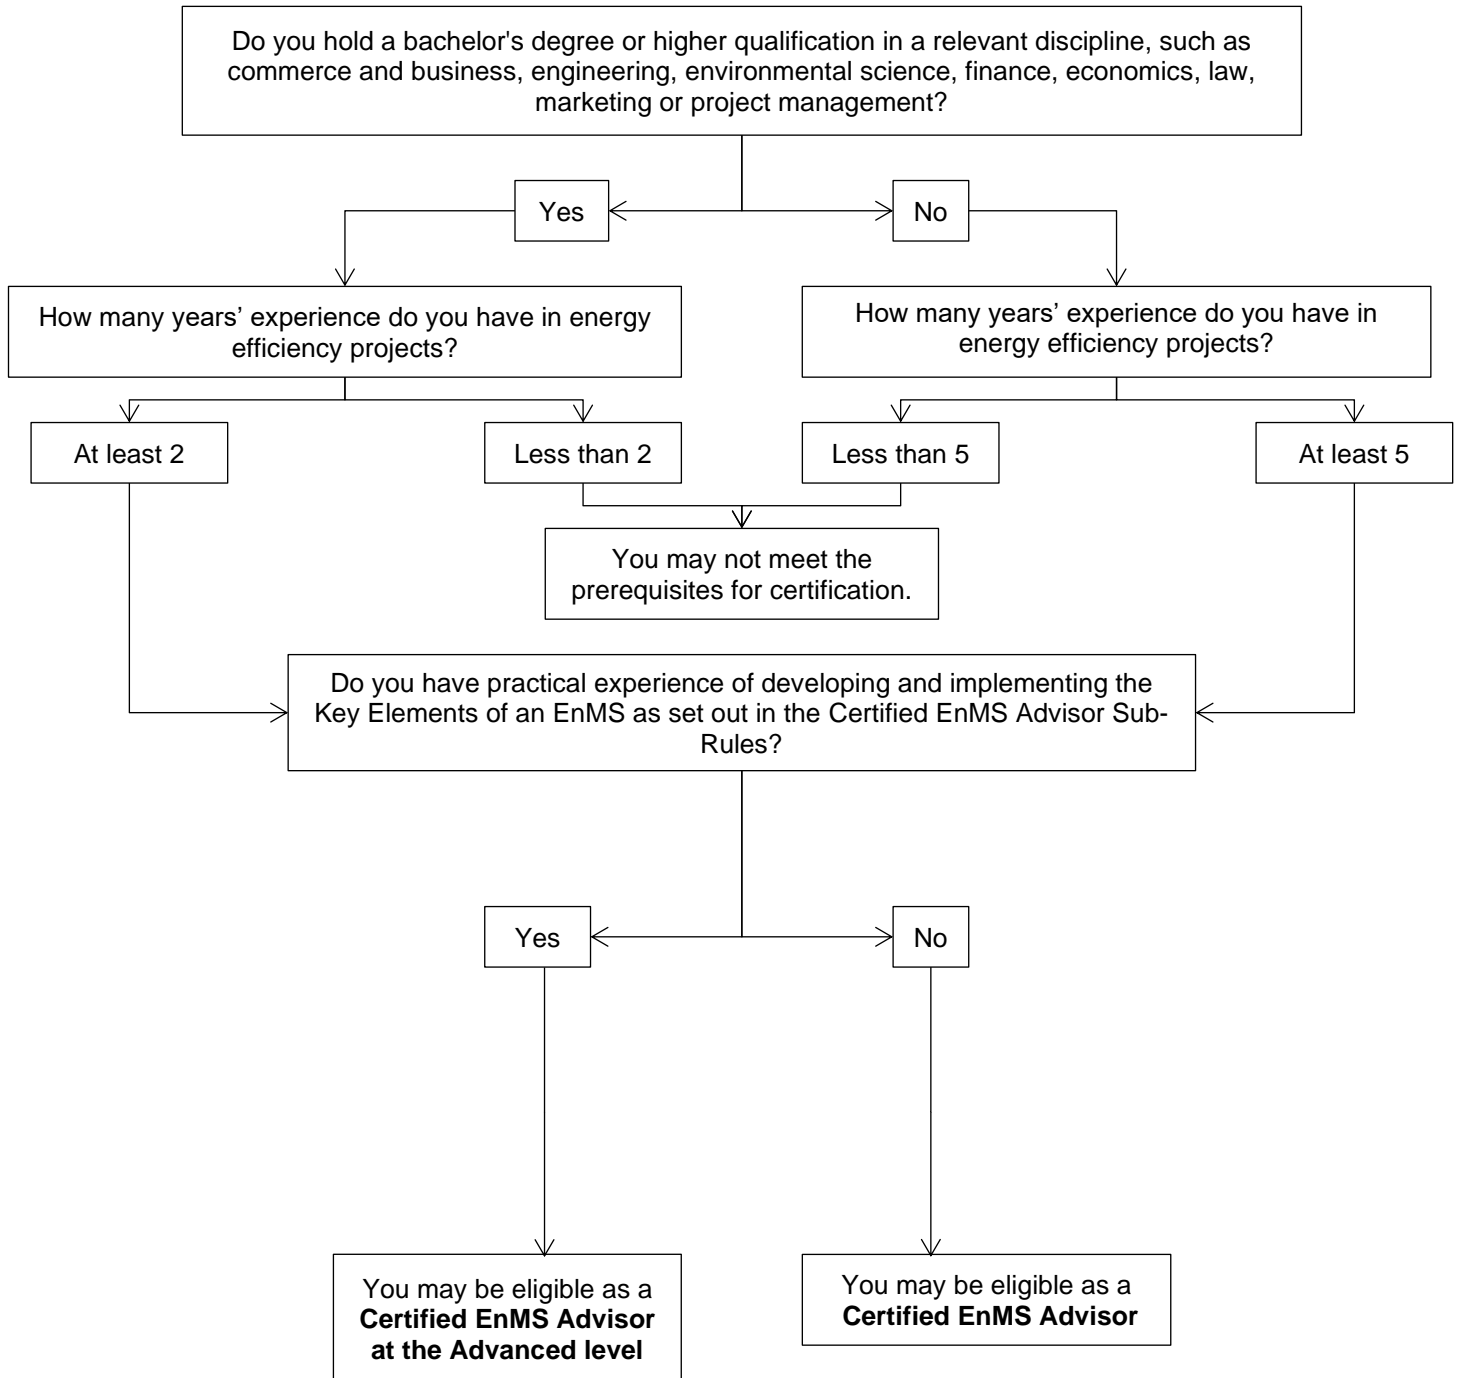 Do you hold a bachelor's degree or higher qualification in a relevant discipline, such as
commerce and business, engineering, environmental science, finance, economics, law,
marketing or project management?
Yes
No
How many years’ experience do you have in energy
efficiency projects?
How many years’ experience do you have in
energy efficiency projects?
At least 2
Less than 2
Less than 5
At least 5
You may not meet the
prerequisites for certification.
Do you have practical experience of developing and implementing the
Key Elements of an EnMS as set out in the Certified EnMS Advisor Sub-
Rules?
Yes
No
You may be eligible as a
Certified EnMS Advisor
at the Advanced level
You may be eligible as a
Certified EnMS Advisor